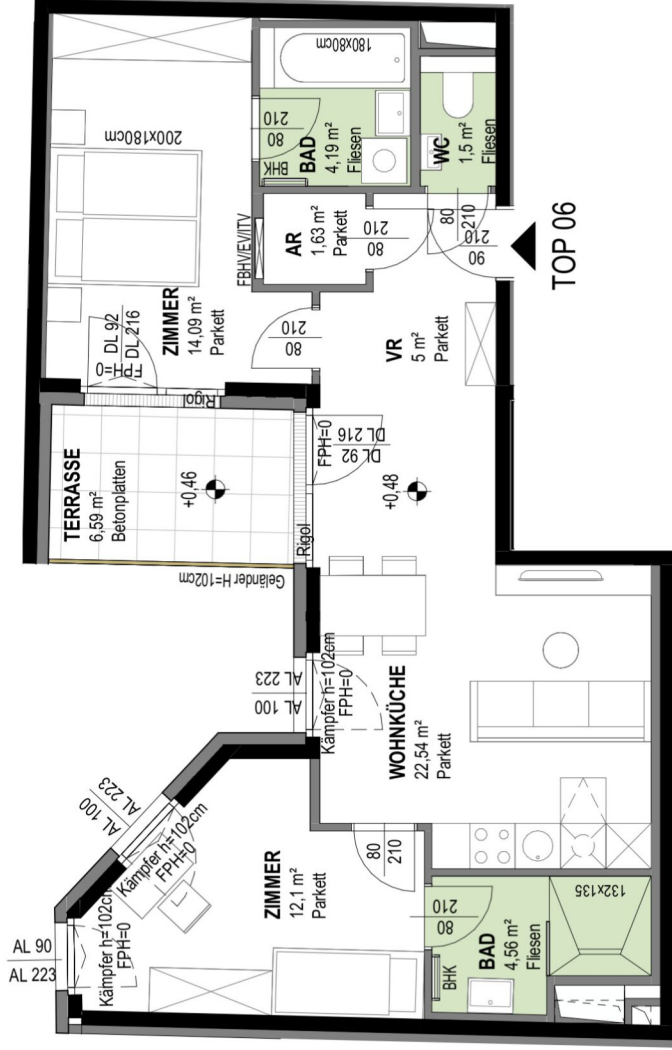 180x80cm
200x180cm
210
80
BHK
BAD
4,19 m²
Fliesen
WC
1,5 m²
Fliesen
80
210
210
90
TOP 06
FBHV/EV/ITV
AR
1,63 m²
Parkett
210
80
ZIMMER
14,09 m²
Parkett
DL 92
DL 216
FPH=0
210
80
VR
5 m²
Parkett
Rigol
TERRASSE
6,59 m²
Betonplatten
+0,46
FPH=0
DL 216
DL 92
+0,48
Rigol
Geländer H=102cm
AL 223
AL 100
Kämpfer h=102cm
FPH=0
WOHNKÜCHE
22,54 m²
Parkett
AL 223
AL 100
Kämpfer h=102cm
FPH=0
AL 90
AL 223
Kämpfer h=102cm
FPH=0
ZIMMER
12,1 m²
Parkett
80
210
210
80
BHK
BAD
4,56 m²
Fliesen
132x135